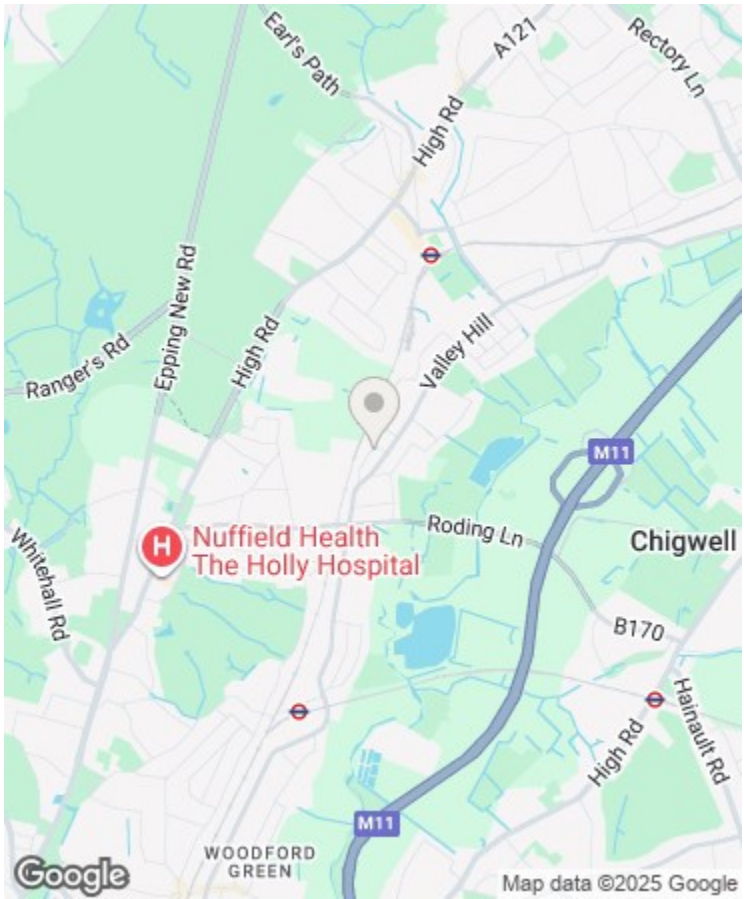 Earl's Path
A121
Rectory Ln
High Rd
Epping New Rd
High Rd
Ranger's Rd
Valley Hill
M11
Whitehall Rd
H
Nuffield Health
The Holly Hospital
Roding Ln
Chigwell
B170
Hainault Rd
High Rd
M11
WOODFORD
GREEN
Google
Map data ©2025 Google